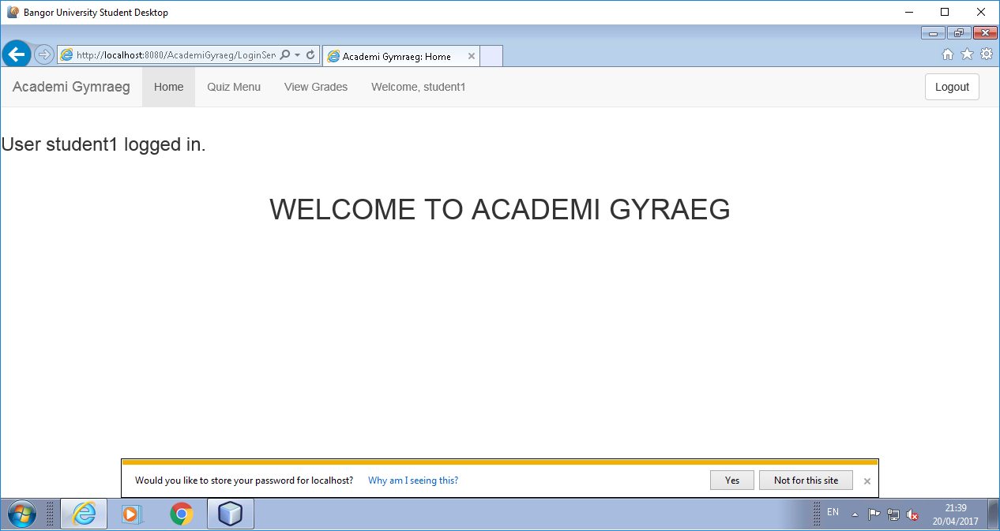 Bangor University Student Desktop
http://localhost:8080/AcademiGyraeg/LoginSer
Academi Gymraeg: Home
Academi Gymraeg Home Quiz Menu View Grades Welcome, student1 Logout
User student1 logged in.
WELCOME TO ACADEMI GYRAEG
Would you like to store your password for localhost? Why am I seeing this? Yes Not for this site
EN
21:39
20/04/2017